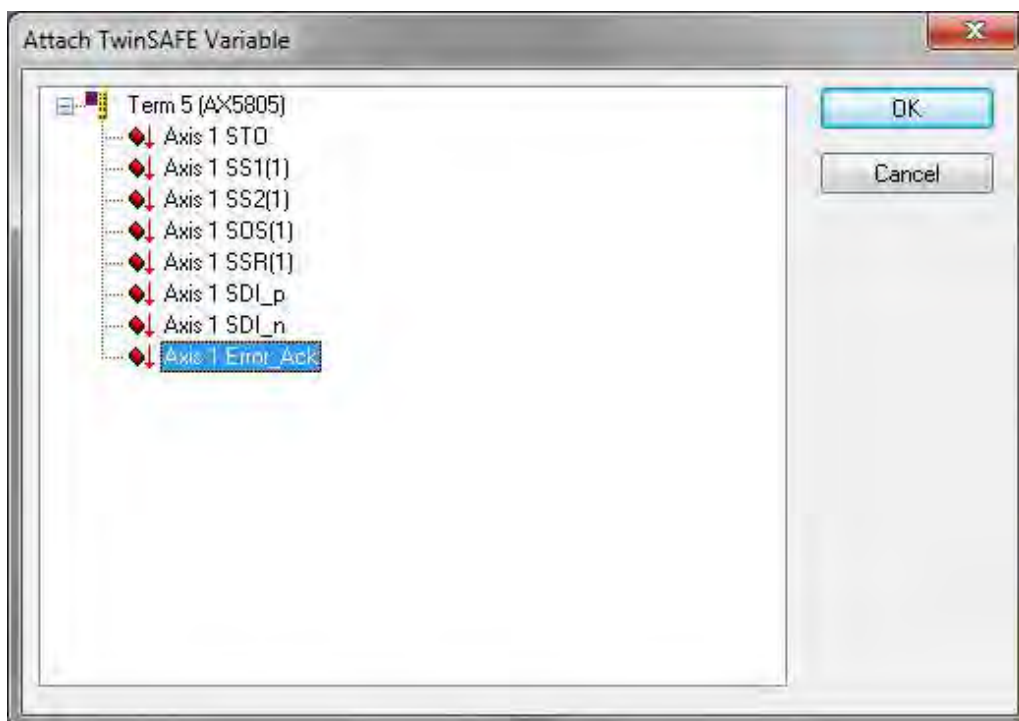 Attach TwinSAFE Variable
Term 5 (AX5805)
OK
Axis 1 STO
Axis 1 SS1(1)
Cancel
Axis 1 SS2(1)
Axis 1 SOS(1)
Axis 1 SSR(1)
Axis 1 SDI_p
Axis 1 SDI_n
Axis 1 Error_Ack